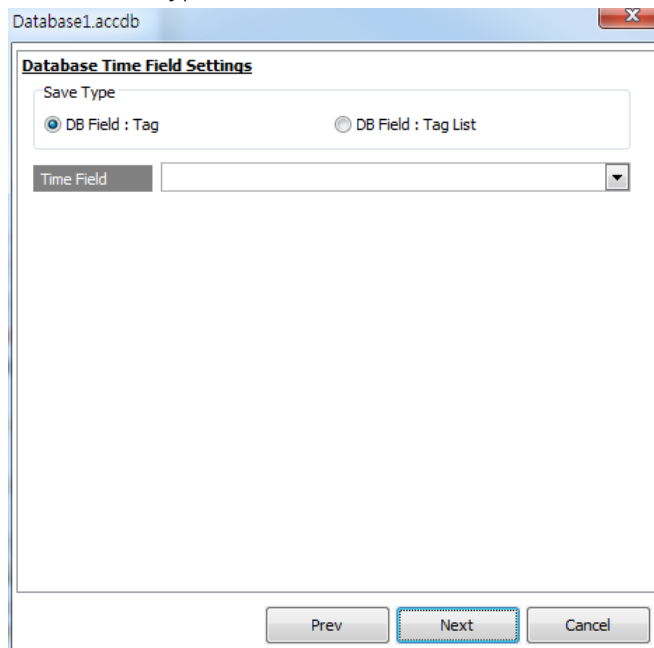 Database1.accdb
Database Time Field Settings
Save Type
DB Field : Tag
DB Field : Tag List
Time Field
Prev
Next
Cancel